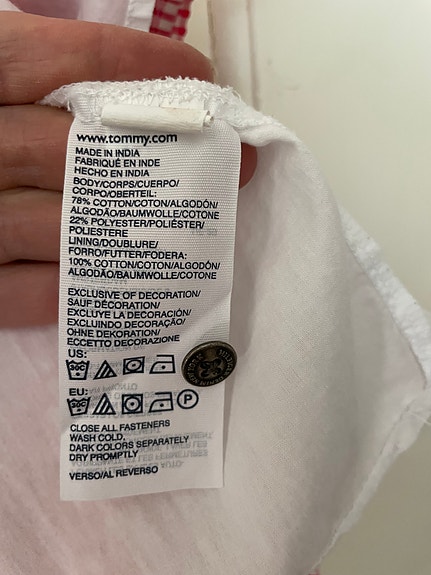 www.tommy.com
MADE IN INDIA
FABRIQUÉ EN INDE
HECHO EN INDIA
BODY/CORPS/CUERPO/
CORPO/OBERTEIL:
78% COTTON/COTON/ALGODÓN/
ALGODÃO/BAUMWOLLE/COTONE
22% POLYESTER/POLIÉSTER/
POLIESTERE
LINING/DOUBLURE/
FORRO/FUTTER/FODERA:
100% COTTON/COTON/ALGODÓN/
ALGODÃO/BAUMWOLLE/COTONE
EXCLUSIVE OF DECORATION/
SAUF DÉCORATION/
EXCLUYE LA DECORACIÓN/
EXCLUINDO DECORAÇÃO/
OHNE DEKORATION/
ECCETTO DECORAZIONE
US:
30C
EU:
30C P
CLOSE ALL FASTENERS
WASH COLD.
DARK COLORS SEPARATELY
DRY PROMPTLY
VERSO/AL REVERSO